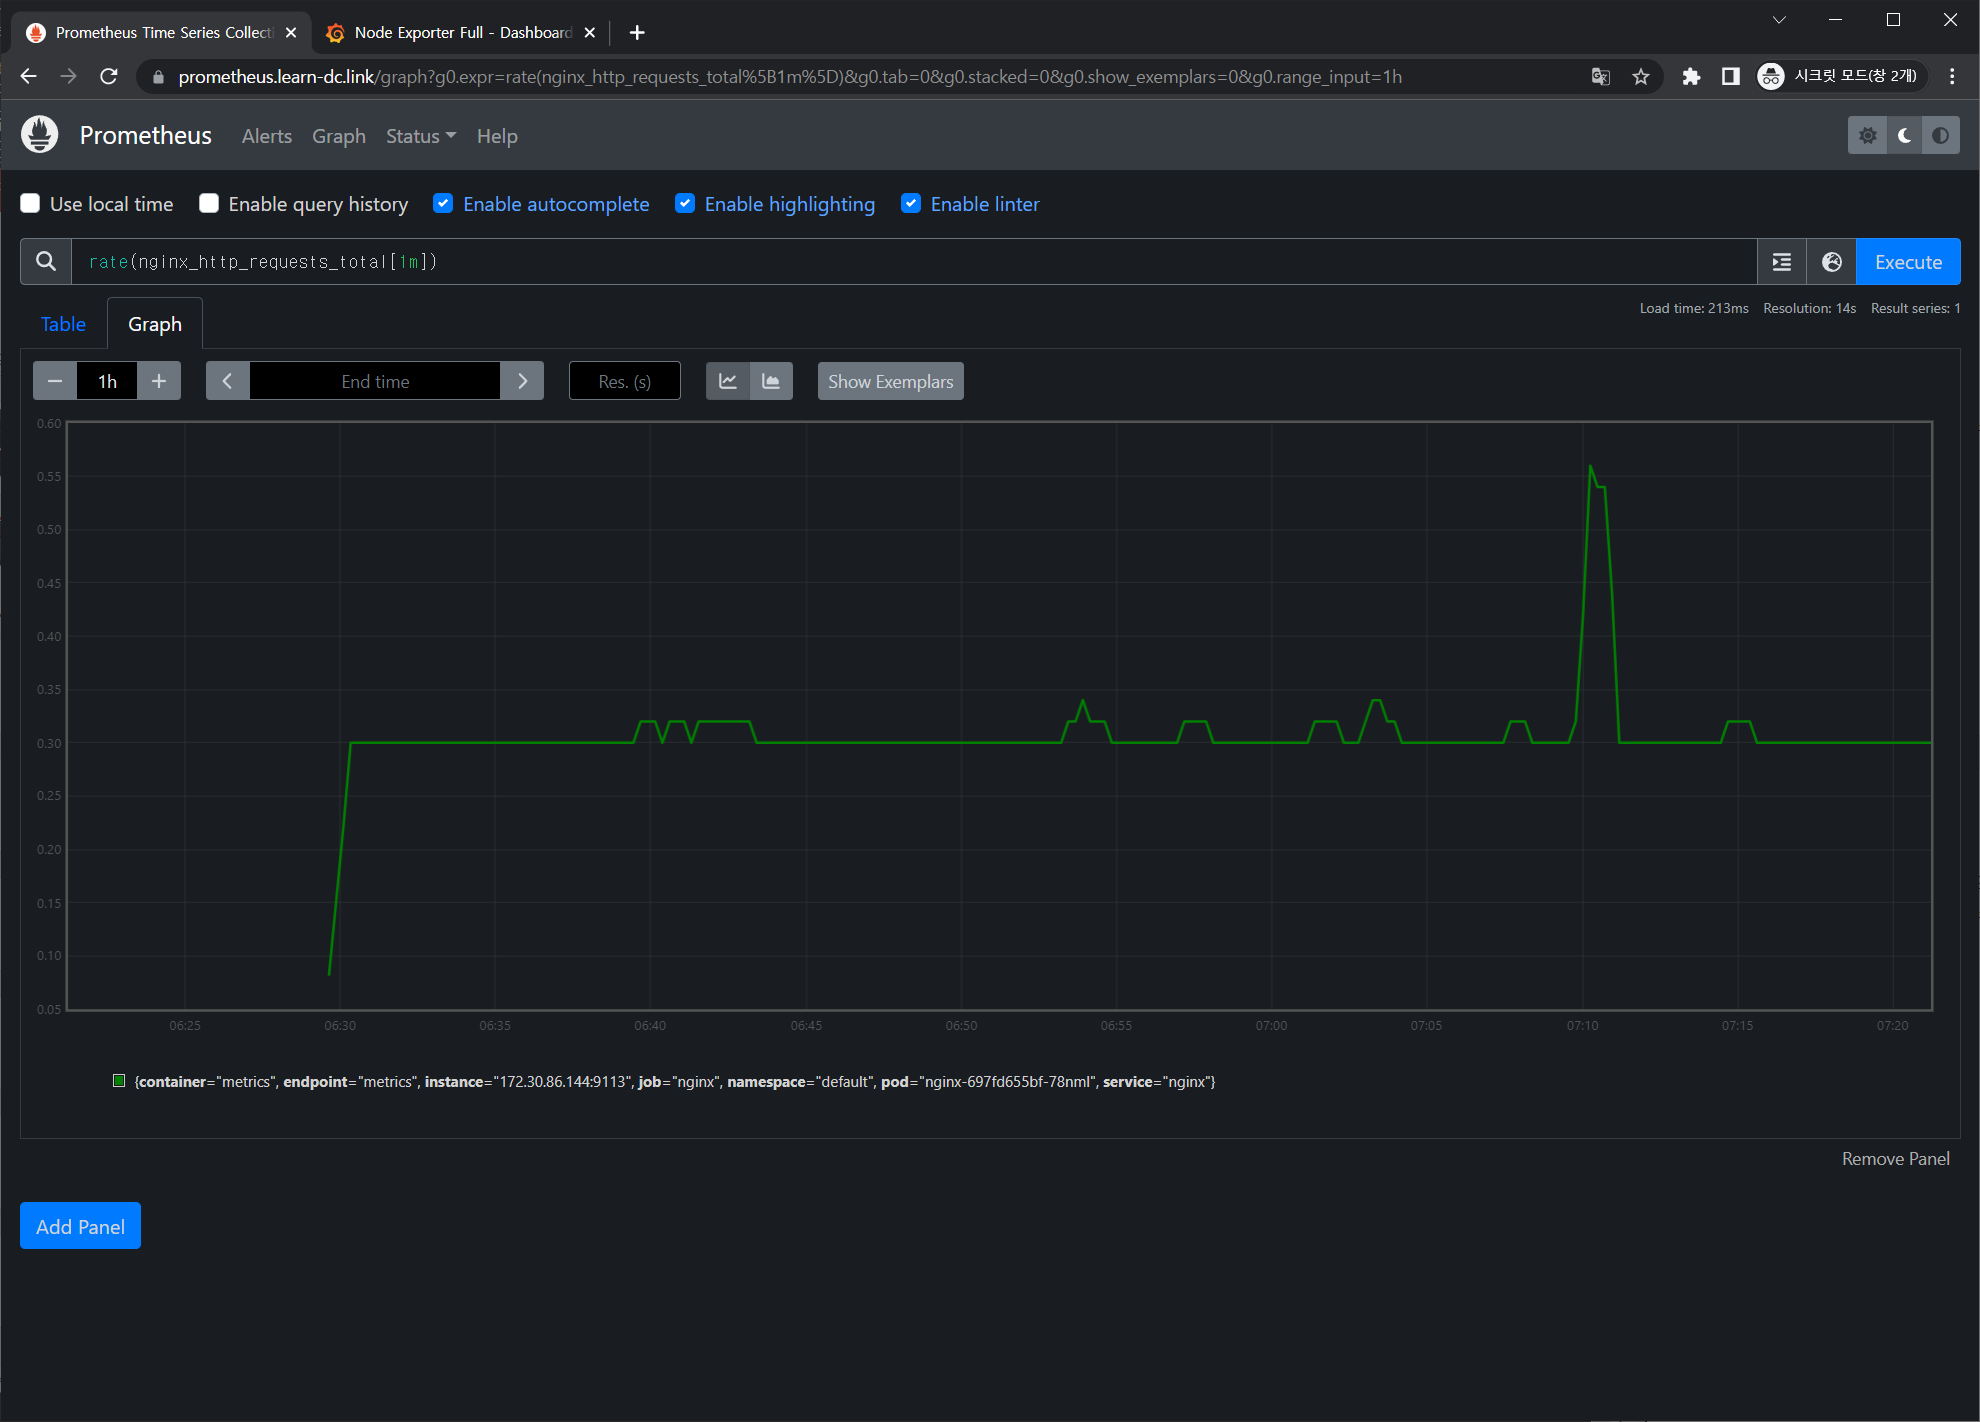 Prometheus Time Series Collecti
Node Exporter Full - Dashboard
prometheus.learn-dc.link/graph?g0.expr=rate(nginx_http_requests_total%5B1m%5D)&g0.tab=0&g0.stacked=0&g0.show_exemplars=0&g0.range_input=1h
시크릿 모드(창 2개)
Prometheus Alerts Graph Status Help
Use local time Enable query history Enable autocomplete Enable highlighting Enable linter
rate(nginx_http_requests_total[1m])
Execute
Table Graph
Load time: 213ms Resolution: 14s Result series: 1
1h End time Res. (s) Show Exemplars
0.60
0.55
0.50
0.45
0.40
0.35
0.30
0.25
0.20
0.15
0.10
0.05
06:25 06:30 06:35 06:40 06:45 06:50 06:55 07:00 07:05 07:10 07:15 07:20
{container="metrics", endpoint="metrics", instance="172.30.86.144:9113", job="nginx", namespace="default", pod="nginx-697fd655bf-78nml", service="nginx"}
Remove Panel
Add Panel